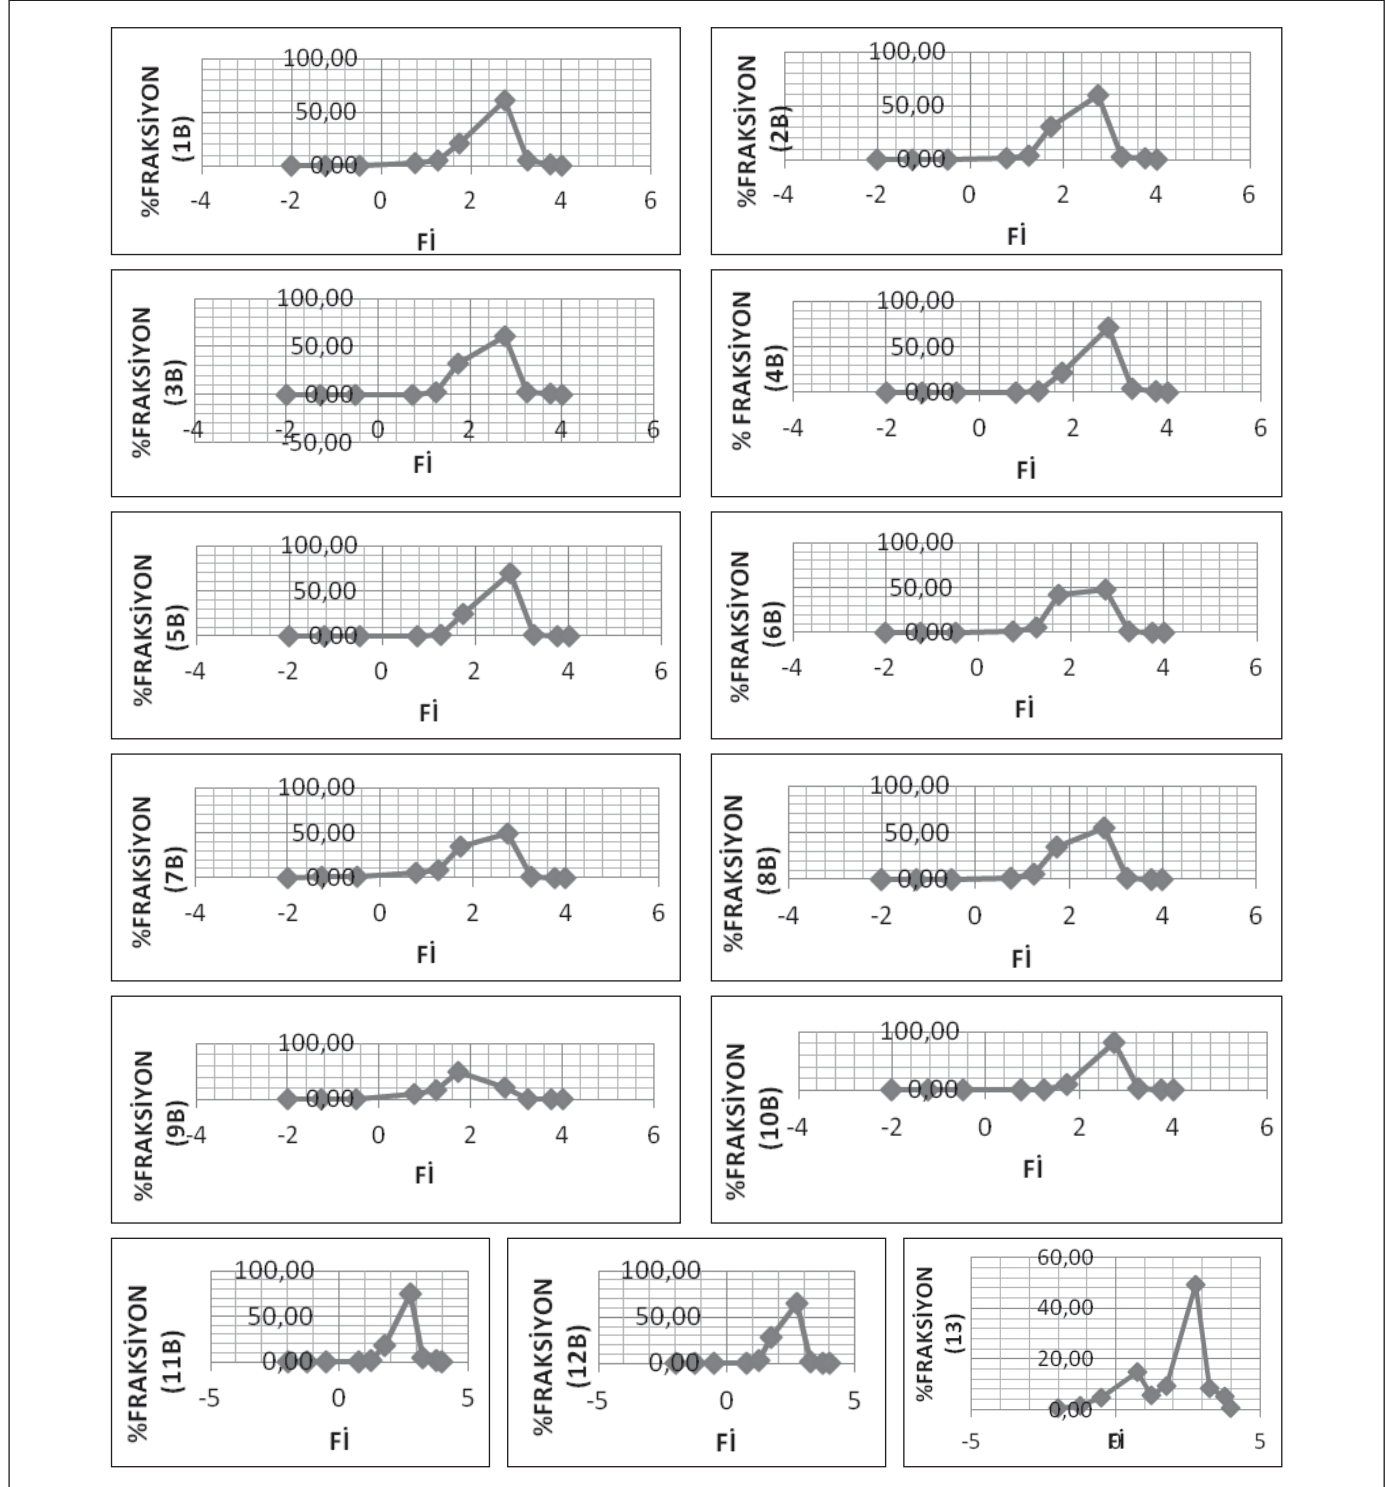 %FRAKSİYON
(1B)
100,00
50,00
0,00
-4 -2 0 2 4 6
Fİ
%FRAKSİYON
(2B)
100,00
50,00
0,00
-4 -2 0 2 4 6
Fİ
%FRAKSİYON
(3B)
100,00
50,00
0,00
-4 -2 0 2 4 6
-50,00
Fİ
% FRAKSİYON
(4B)
100,00
50,00
0,00
-4 -2 0 2 4 6
Fİ
%FRAKSİYON
(5B)
100,00
50,00
0,00
-4 -2 0 2 4 6
Fİ
%FRAKSİYON
(6B)
100,00
50,00
0,00
-4 -2 0 2 4 6
Fİ
%FRAKSİYON
(7B)
100,00
50,00
0,00
-4 -2 0 2 4 6
Fİ
%FRAKSİYON
(8B)
100,00
50,00
0,00
-4 -2 0 2 4 6
Fİ
%FRAKSİYON
(9B)
100,00
0,00
-4 -2 0 2 4 6
Fİ
%FRAKSİYON
(10B)
100,00
0,00
-4 -2 0 2 4 6
Fİ
%FRAKSİYON
(11B)
100,00
50,00
0,00
-5 0 5
Fİ
%FRAKSİYON
(12B)
100,00
50,00
0,00
-5 0 5
Fİ
%FRAKSİYON
(13)
60,00
40,00
20,00
0,00
-5 0 5
Fİ